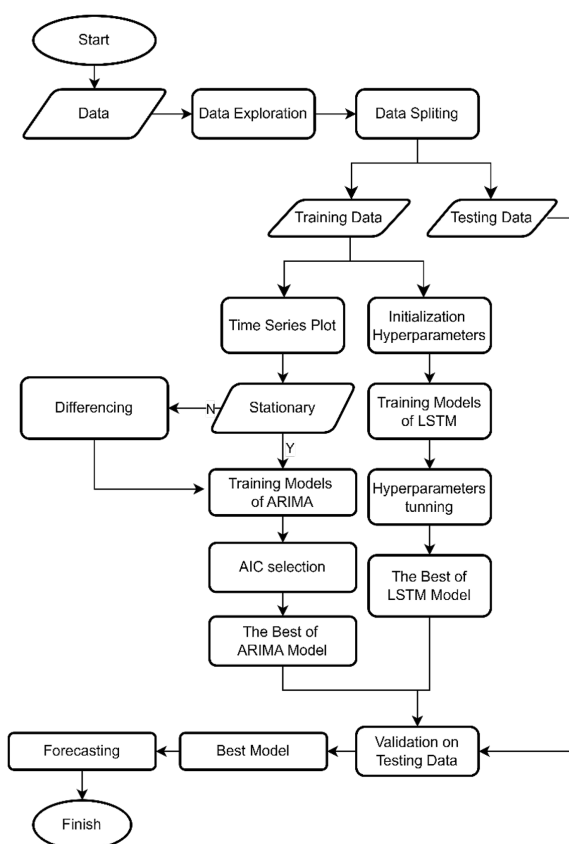 Start
Data
Data Exploration
Data Spliting
Training Data
Testing Data
Time Series Plot
Initialization
Hyperparameters
Differencing
N
Stationary
Training Models
of LSTM
Y
Training Models
of ARIMA
Hyperparameters
tunning
AIC selection
The Best of
LSTM Model
The Best of
ARIMA Model
Forecasting
Best Model
Validation on
Testing Data
Finish